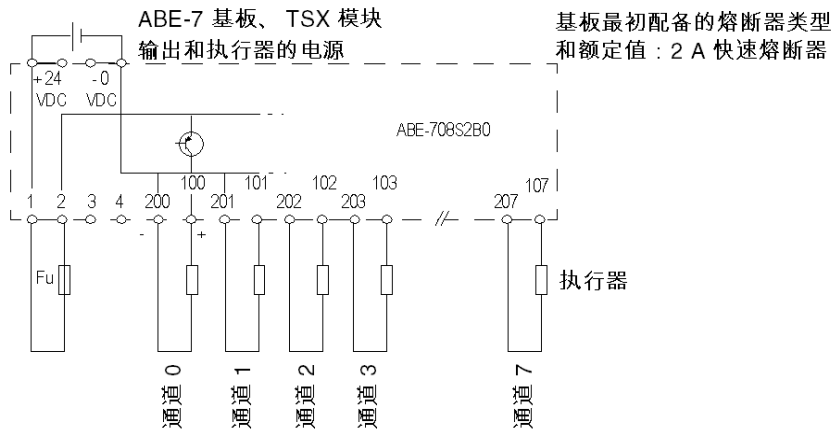 ABE-7 基板、 TSX 模块
输出和执行器的电源
基板最初配备的熔断器类型
和额定值：2 A 快速熔断器
+24 -0
VDC VDC
ABE-708S2B0
100 101 102 103 107
1 2 3 4 200 201 202 203 207
- +
Fu
执行器
通道 0
通道 1
通道 2
通道 3
通道 7